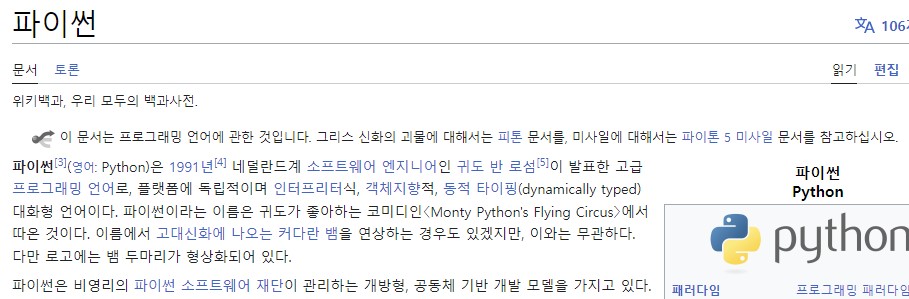 파이썬
106개
문서 토론 읽기 편집
위키백과, 우리 모두의 백과사전.
이 문서는 프로그래밍 언어에 관한 것입니다. 그리스 신화의 괴물에 대해서는 피톤 문서를, 미사일에 대해서는 파이톤 5 미사일 문서를 참고하십시오.
파이썬[3](영어: Python)은 1991년[4] 네덜란드계 소프트웨어 엔지니어인 귀도 반 로섬[5]이 발표한 고급
프로그래밍 언어로, 플랫폼에 독립적이며 인터프리터식, 객체지향적, 동적 타이핑(dynamically typed)
대화형 언어이다. 파이썬이라는 이름은 귀도가 좋아하는 코미디인〈Monty Python's Flying Circus〉에서
따온 것이다. 이름에서 고대신화에 나오는 커다란 뱀을 연상하는 경우도 있겠지만, 이와는 무관하다.
다만 로고에는 뱀 두마리가 형상화되어 있다.
파이썬은 비영리의 파이썬 소프트웨어 재단이 관리하는 개방형, 공동체 기반 개발 모델을 가지고 있다.
파이썬
Python
python
패러다임 프로그래밍 패러다임